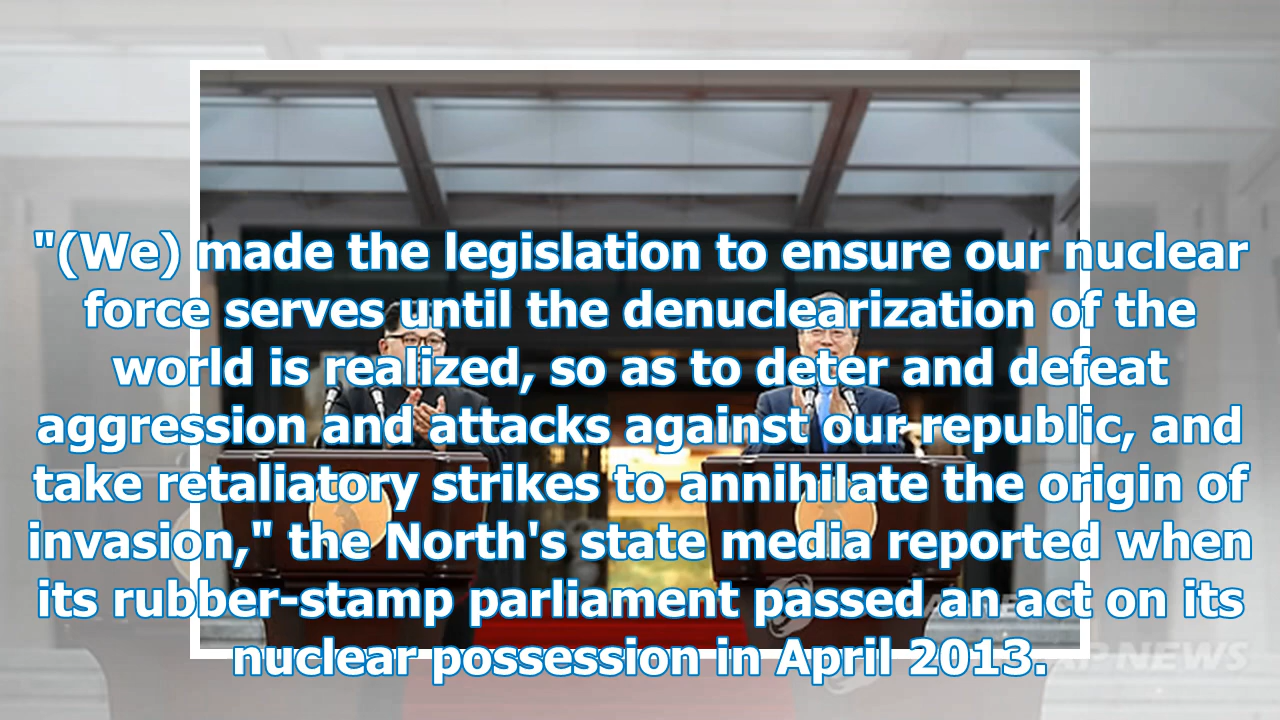 "(We) made the legislation to ensure our nuclear
force serves until the denuclearization of the
world is realized, so as to deter and defeat
aggression and attacks against our republic, and
take retaliatory strikes to annihilate the origin of
invasion," the North's state media reported when
its rubber-stamp parliament passed an act on its
nuclear possession in April 2013.
NEWS